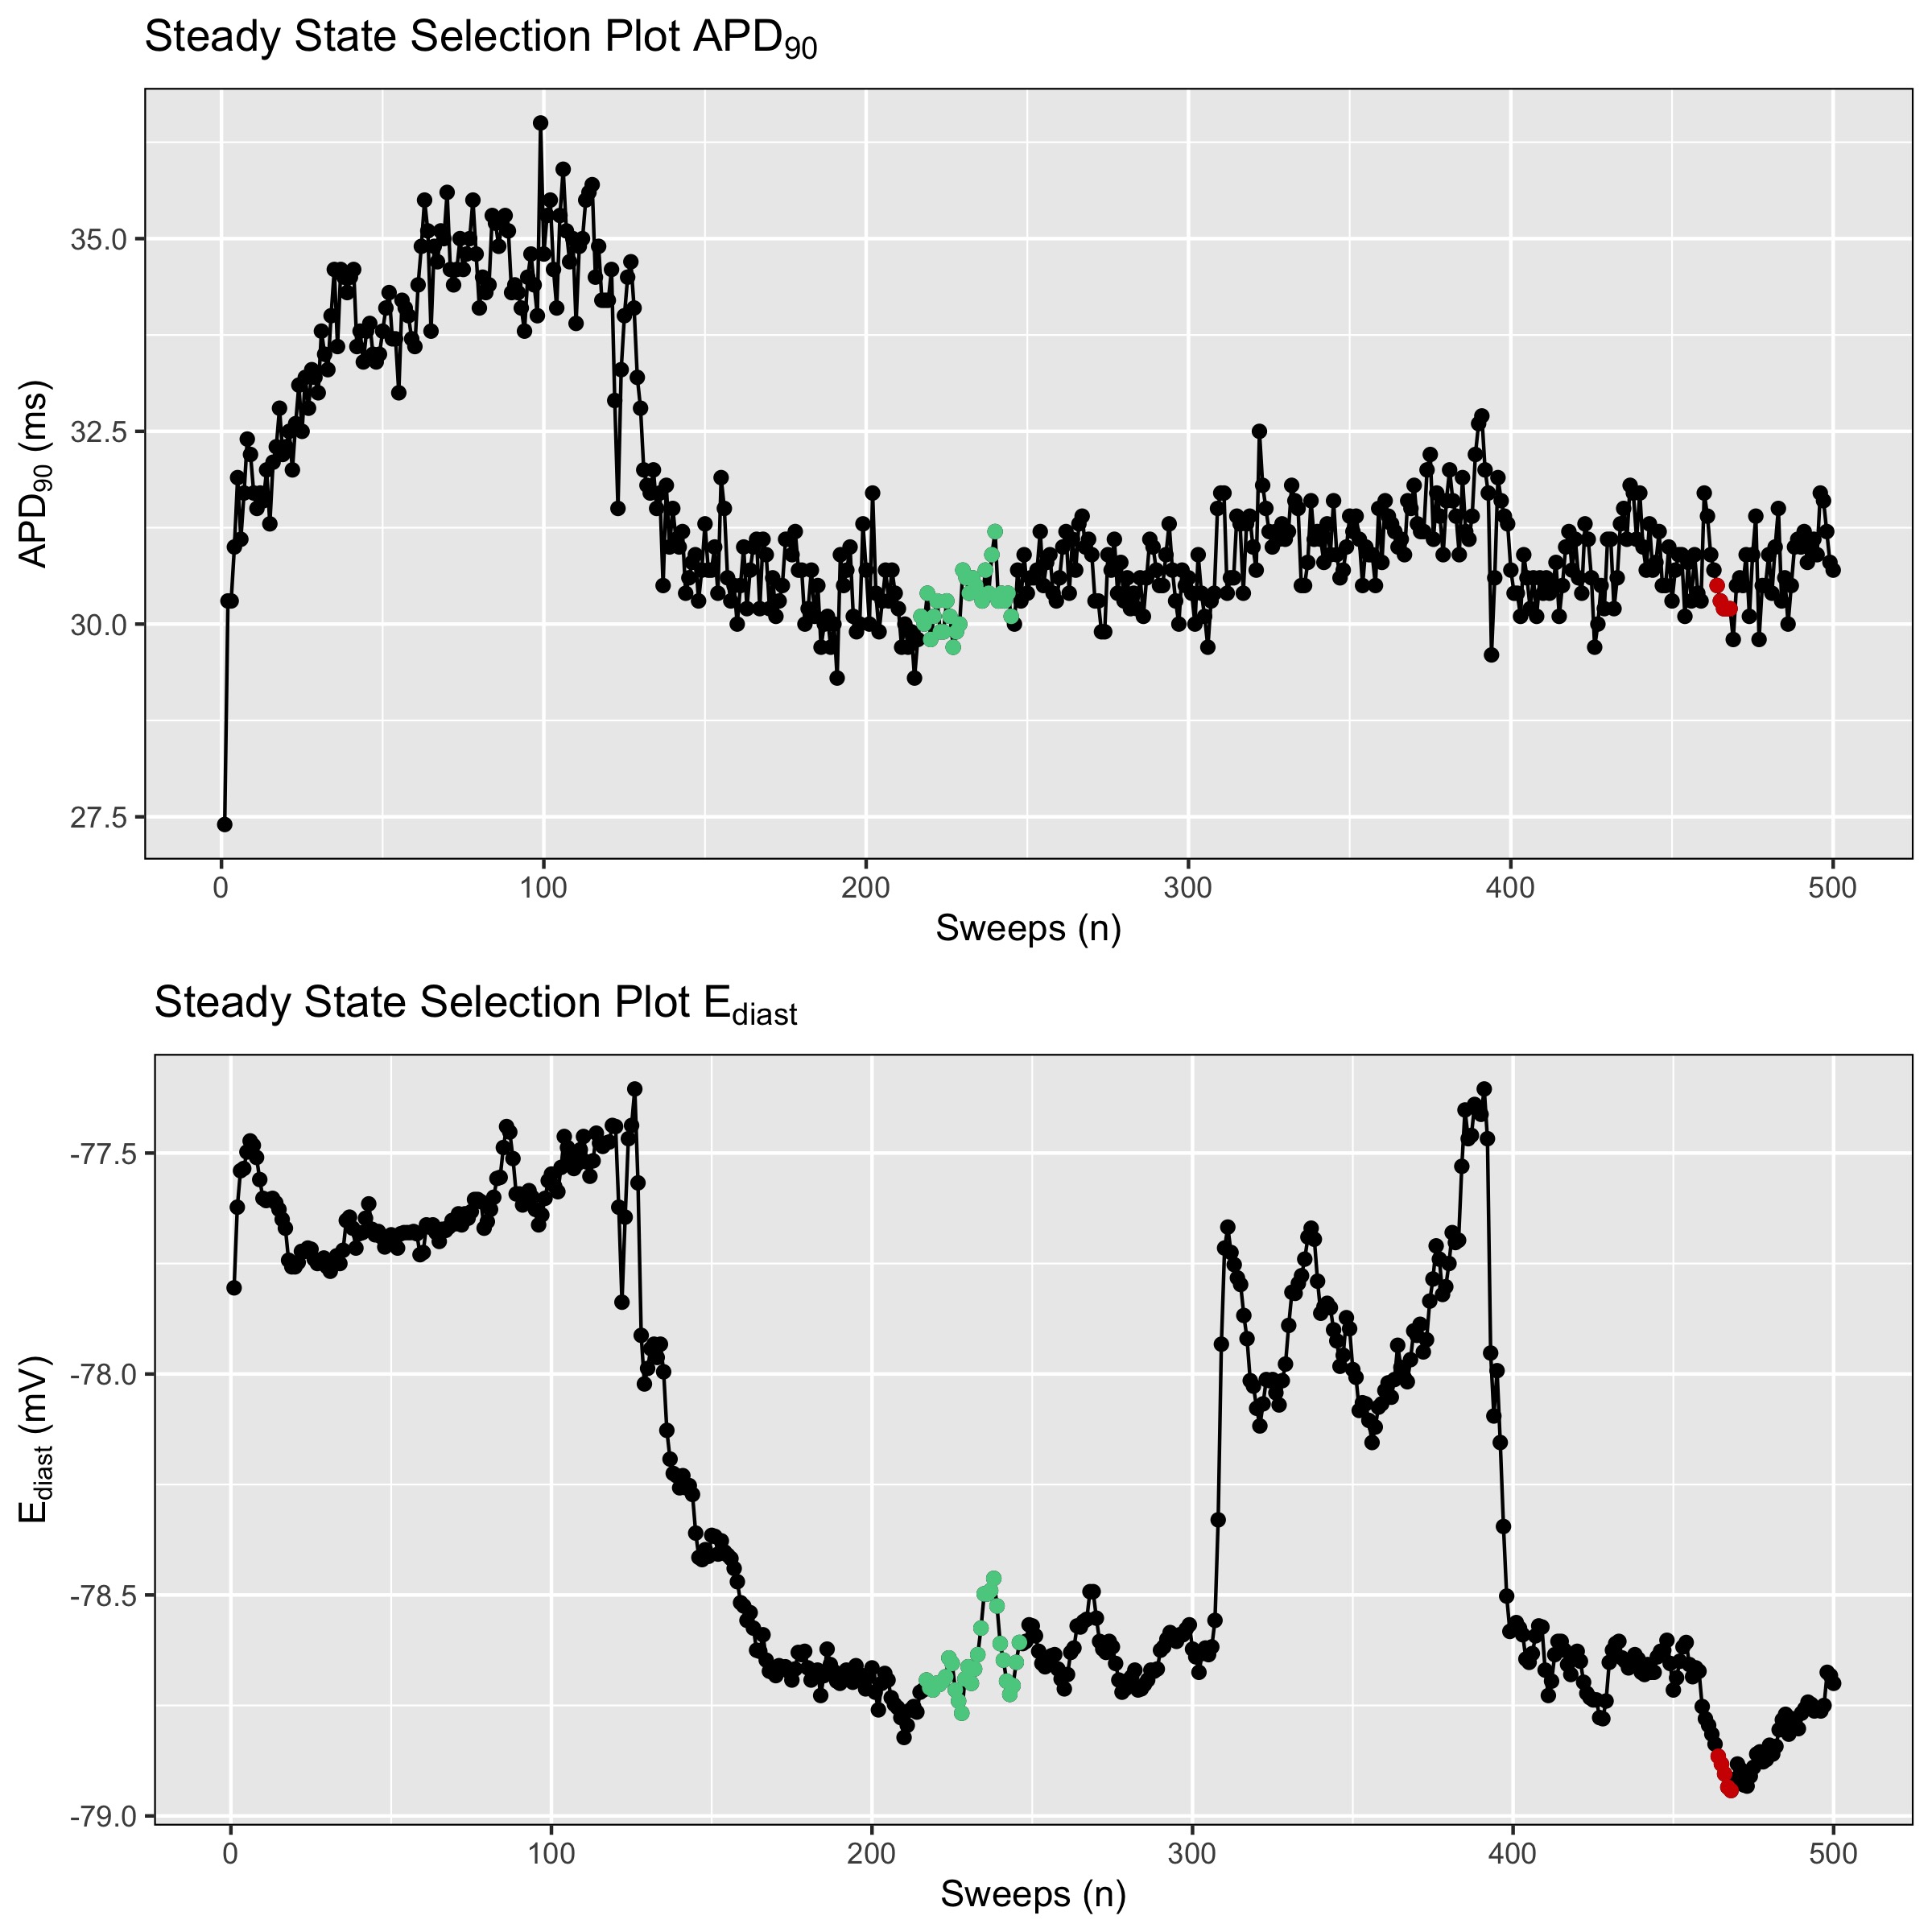 Steady State Selection Plot APD90
35.0
32.5
30.0
27.5
APD90 (ms)
0 100 200 300 400 500
Sweeps (n)
Steady State Selection Plot Ediast
-77.5
-78.0
-78.5
-79.0
Ediast (mV)
0 100 200 300 400 500
Sweeps (n)